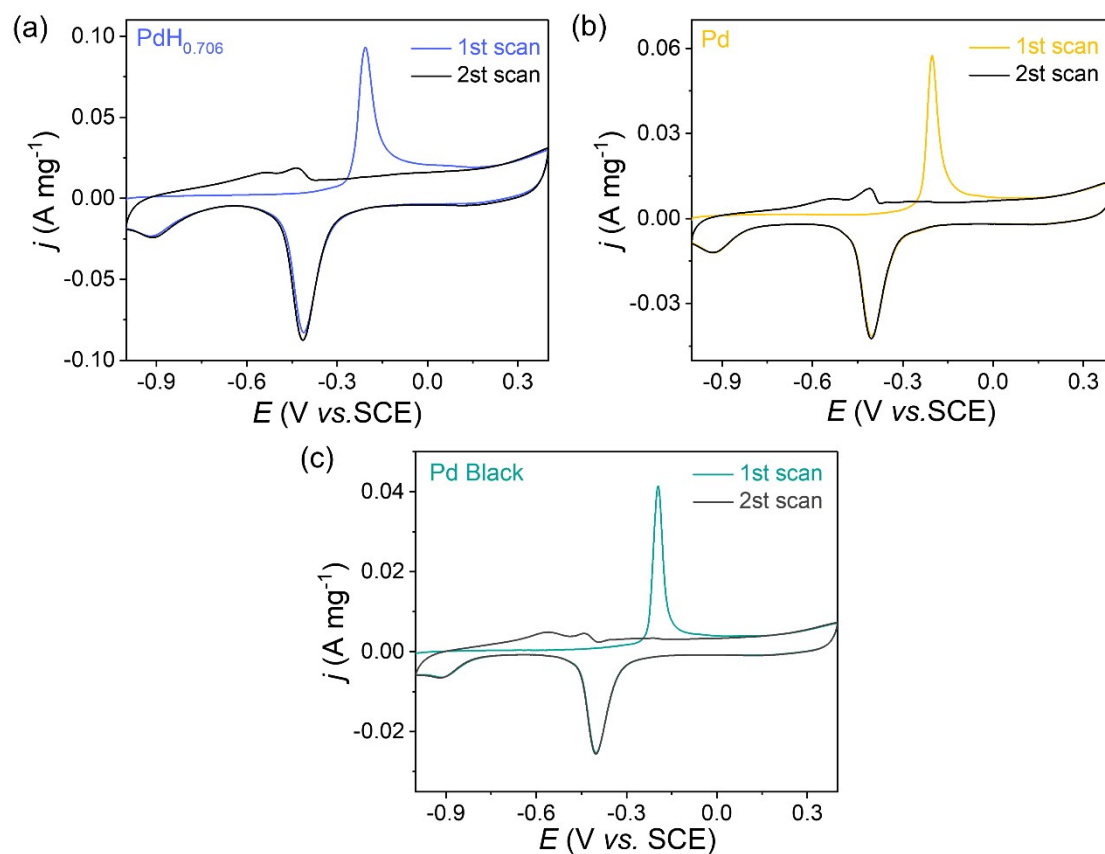 (a)
PdH0.706
1st scan
2st scan
0.10
0.05
0.00
-0.05
-0.10
j (A mg-1)
-0.9
-0.6
-0.3
0.0
0.3
E (V vs.SCE)
(b)
Pd
1st scan
2st scan
0.06
0.03
0.00
-0.03
j (A mg-1)
-0.9
-0.6
-0.3
0.0
0.3
E (V vs.SCE)
(c)
Pd Black
1st scan
2st scan
0.04
0.02
0.00
-0.02
j (A mg-1)
-0.9
-0.6
-0.3
0.0
0.3
E (V vs. SCE)